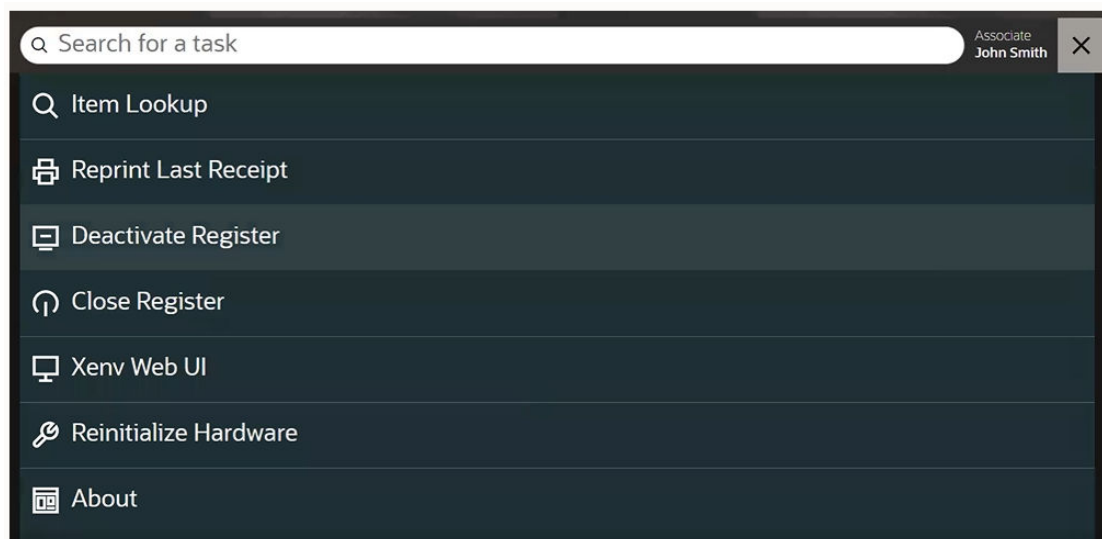 Search for a task
Associate
John Smith
Item Lookup
Reprint Last Receipt
Deactivate Register
Close Register
Xenv Web UI
Reinitialize Hardware
About